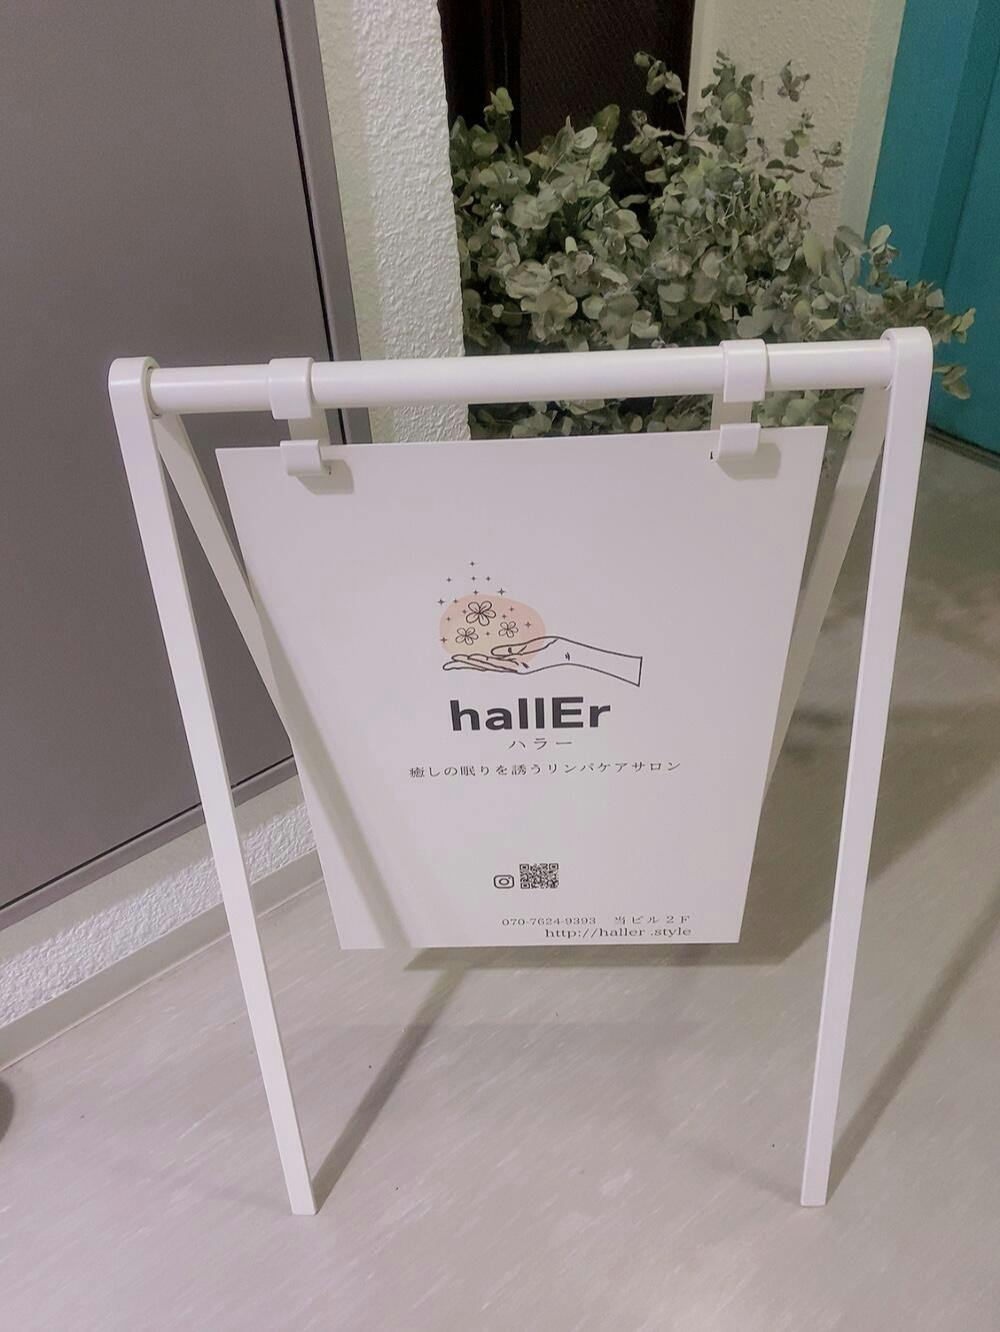 hallEr
ハラー
癒しの眠りを誘うリンパケアサロン
070-7624-9393　当ビル２F
http://haller .style